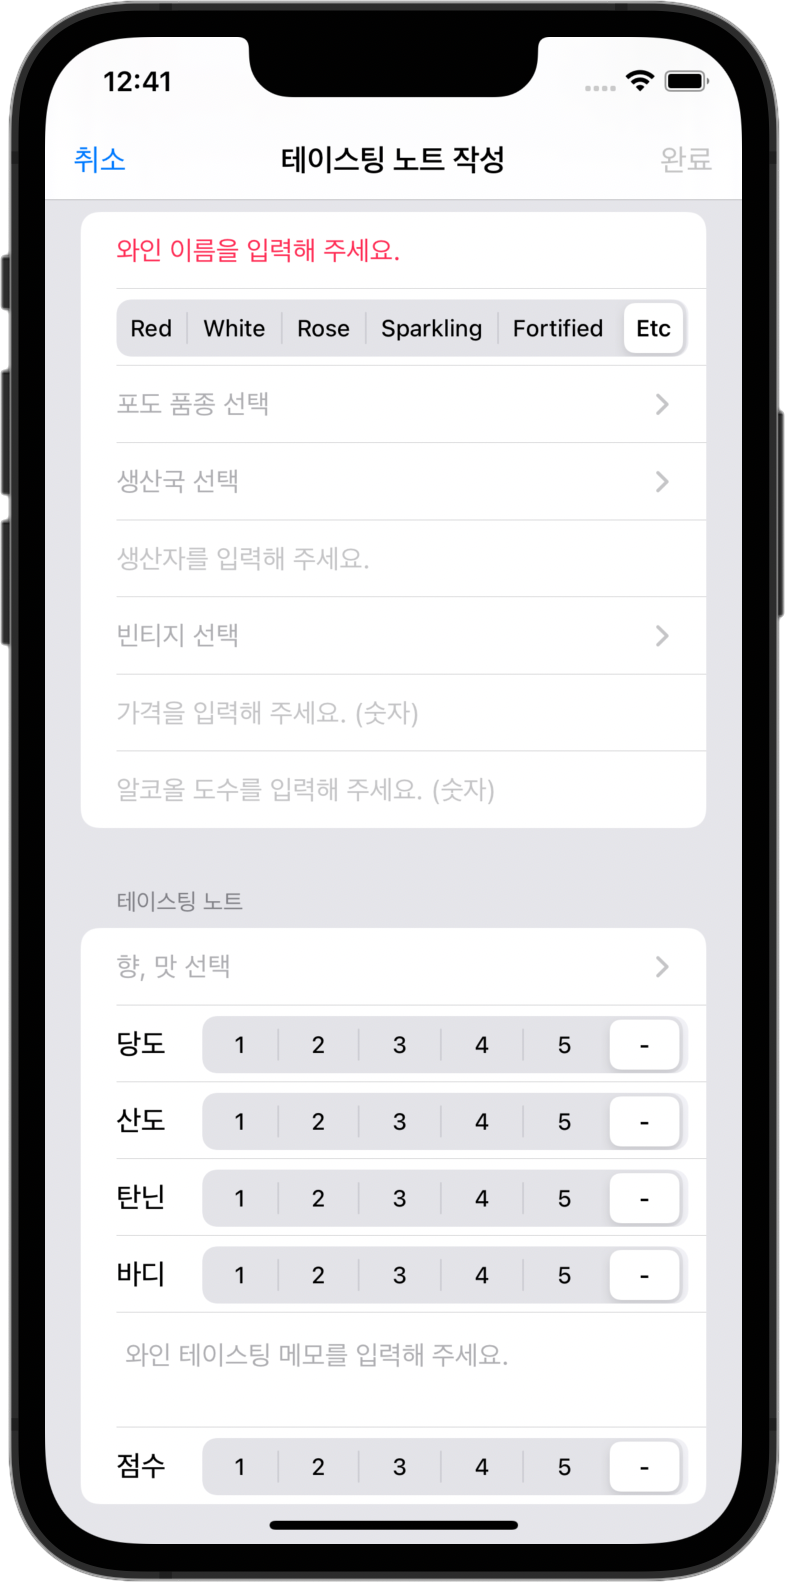 12:41
취소 테이스팅 노트 작성 완료
와인 이름을 입력해 주세요.
Red White Rose Sparkling Fortified Etc
포도 품종 선택
생산국 선택
생산자를 입력해 주세요.
빈티지 선택
가격을 입력해 주세요. (숫자)
알코올 도수를 입력해 주세요. (숫자)
테이스팅 노트
향, 맛 선택
당도 1 2 3 4 5 -
산도 1 2 3 4 5 -
탄닌 1 2 3 4 5 -
바디 1 2 3 4 5 -
와인 테이스팅 메모를 입력해 주세요.
점수 1 2 3 4 5 -